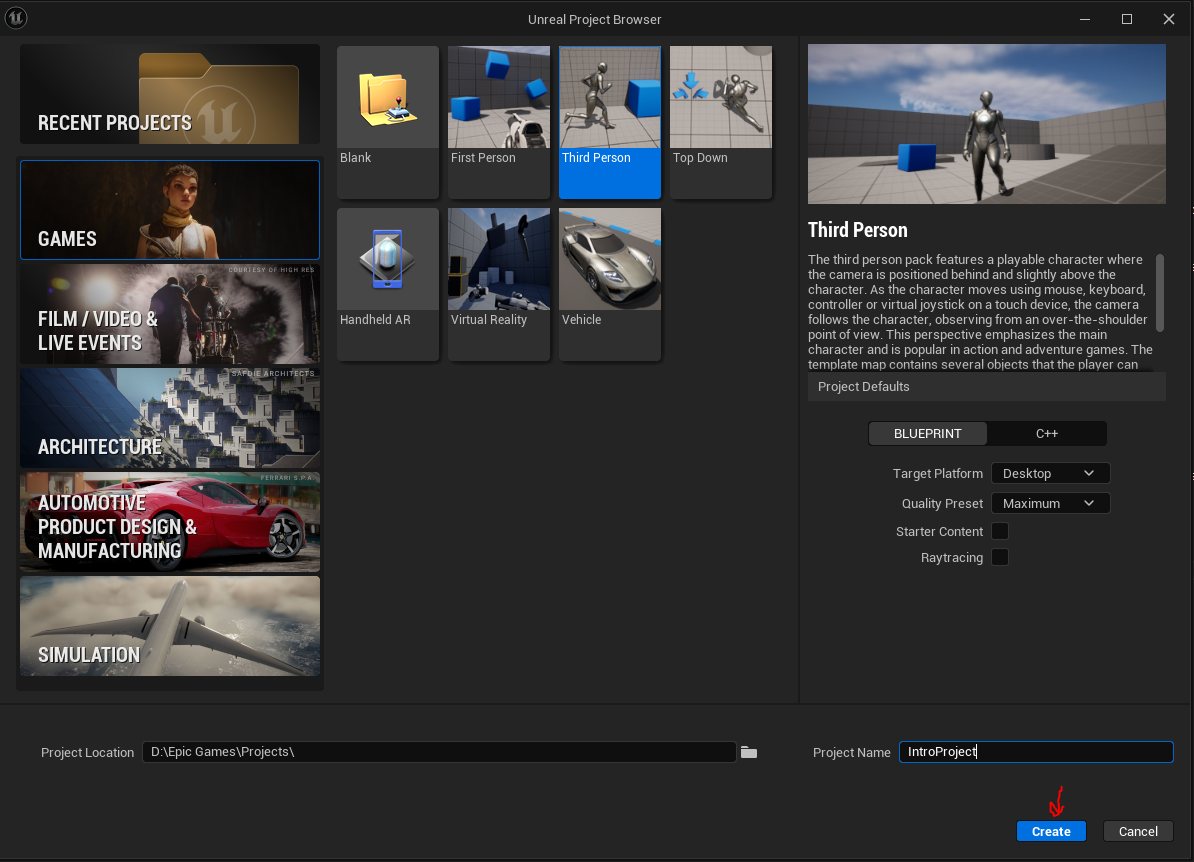 Unreal Project Browser
RECENT PROJECTS
GAMES
COURTESY OF HIGH RES
FILM / VIDEO &
LIVE EVENTS
SAFDIE ARCHITECTS
ARCHITECTURE
FERRARI S.P.A
AUTOMOTIVE
PRODUCT DESIGN &
MANUFACTURING
SIMULATION
Blank
First Person
Third Person
Top Down
Handheld AR
Virtual Reality
Vehicle
Third Person
The third person pack features a playable character where
the camera is positioned behind and slightly above the
character. As the character moves using mouse, keyboard,
controller or virtual joystick on a touch device, the camera
follows the character, observing from an over-the-shoulder
point of view. This perspective emphasizes the main
character and is popular in action and adventure games. The
template map contains several objects that the player can
Project Defaults
BLUEPRINT
C++
Target Platform
Desktop
Quality Preset
Maximum
Starter Content
Raytracing
Project Location
D:\Epic Games\Projects\
Project Name
IntroProject
Create
Cancel